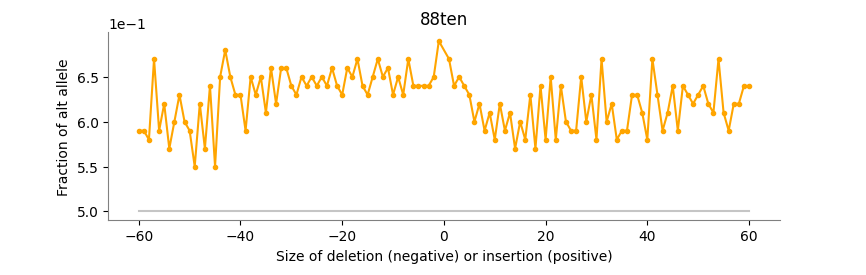 88ten
1e−1
Fraction of alt allele
6.5
6.0
5.5
5.0
−60 −40 −20 0 20 40 60
Size of deletion (negative) or insertion (positive)